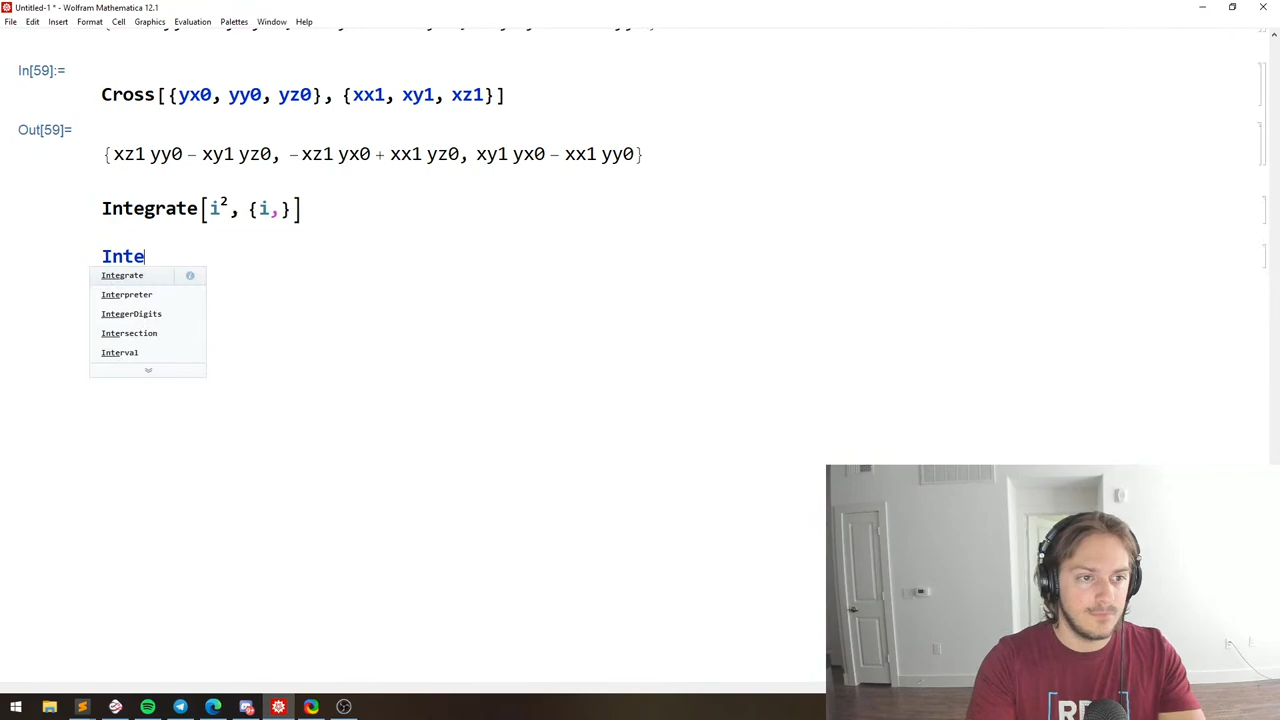 Untitled-1 * - Wolfram Mathematica 12.1
File Edit Insert Format Cell Graphics Evaluation Palettes Window Help
In[59]:=
Cross[{yx0, yy0, yz0}, {xx1, xy1, xz1}]
Out[59]=
{xz1 yy0 - xy1 yz0, -xz1 yx0 + xx1 yz0, xy1 yx0 - xx1 yy0}
Integrate[i², {i,}]
Inte
Integrate
Interpreter
IntegerDigits
Intersection
Interval